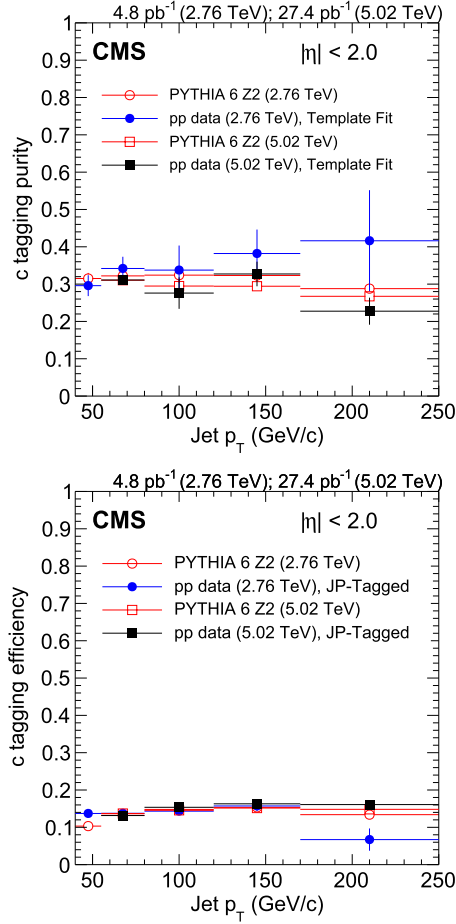 4.8 pb⁻¹ (2.76 TeV); 27.4 pb⁻¹ (5.02 TeV)
1
CMS |η| < 2.0
0.9
PYTHIA 6 Z2 (2.76 TeV)
0.8
pp data (2.76 TeV), Template Fit
0.7
PYTHIA 6 Z2 (5.02 TeV)
pp data (5.02 TeV), Template Fit
0.6
0.5
0.4
0.3
0.2
0.1
0
c tagging purity
50 100 150 200 250
Jet p_T (GeV/c)
4.8 pb⁻¹ (2.76 TeV); 27.4 pb⁻¹ (5.02 TeV)
1
CMS |η| < 2.0
0.9
PYTHIA 6 Z2 (2.76 TeV)
0.8
pp data (2.76 TeV), JP-Tagged
0.7
PYTHIA 6 Z2 (5.02 TeV)
pp data (5.02 TeV), JP-Tagged
0.6
0.5
0.4
0.3
0.2
0.1
0
c tagging efficiency
50 100 150 200 250
Jet p_T (GeV/c)